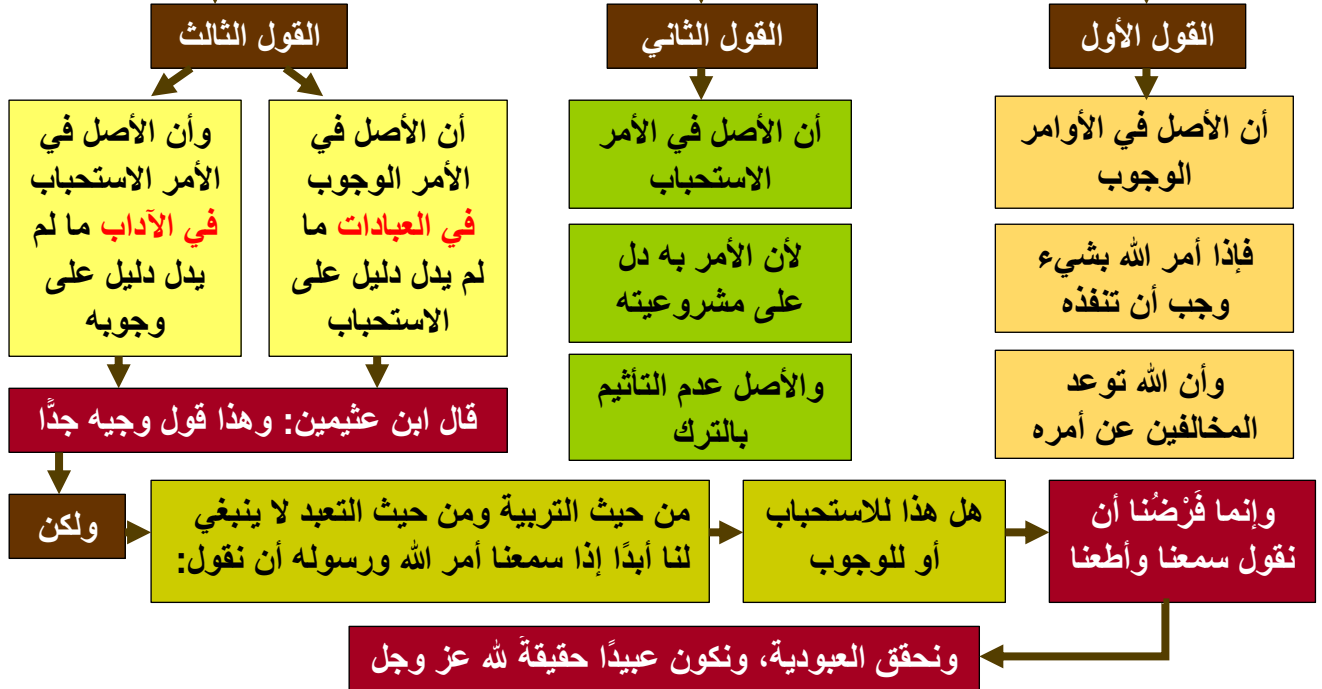 القول الأول
أن الأصل في الأوامر
الوجوب
فإذا أمر الله بشيء
وجب أن تنفذه
وأن الله توعد
المخالفين عن أمره
القول الثاني
أن الأصل في الأمر
الاستحباب
لأن الأمر به دل
على مشروعيته
والأصل عدم التأثيم
بالترك
القول الثالث
أن الأصل في
الأمر الوجوب
في العبادات ما
لم يدل دليل على
الاستحباب
وأن الأصل في
الأمر الاستحباب
في الآداب ما لم
يدل دليل على
وجوبه
قال ابن عثيمين: وهذا قول وجيه جدًّا
ولكن
من حيث التربية ومن حيث التعبد لا ينبغي
لنا أبدًا إذا سمعنا أمر الله ورسوله أن نقول:
هل هذا للاستحباب
أو للوجوب
وإنما فَرْضُنا أن
نقول سمعنا وأطعنا
ونحقق العبودية، ونكون عبيدًا حقيقةً لله عز وجل